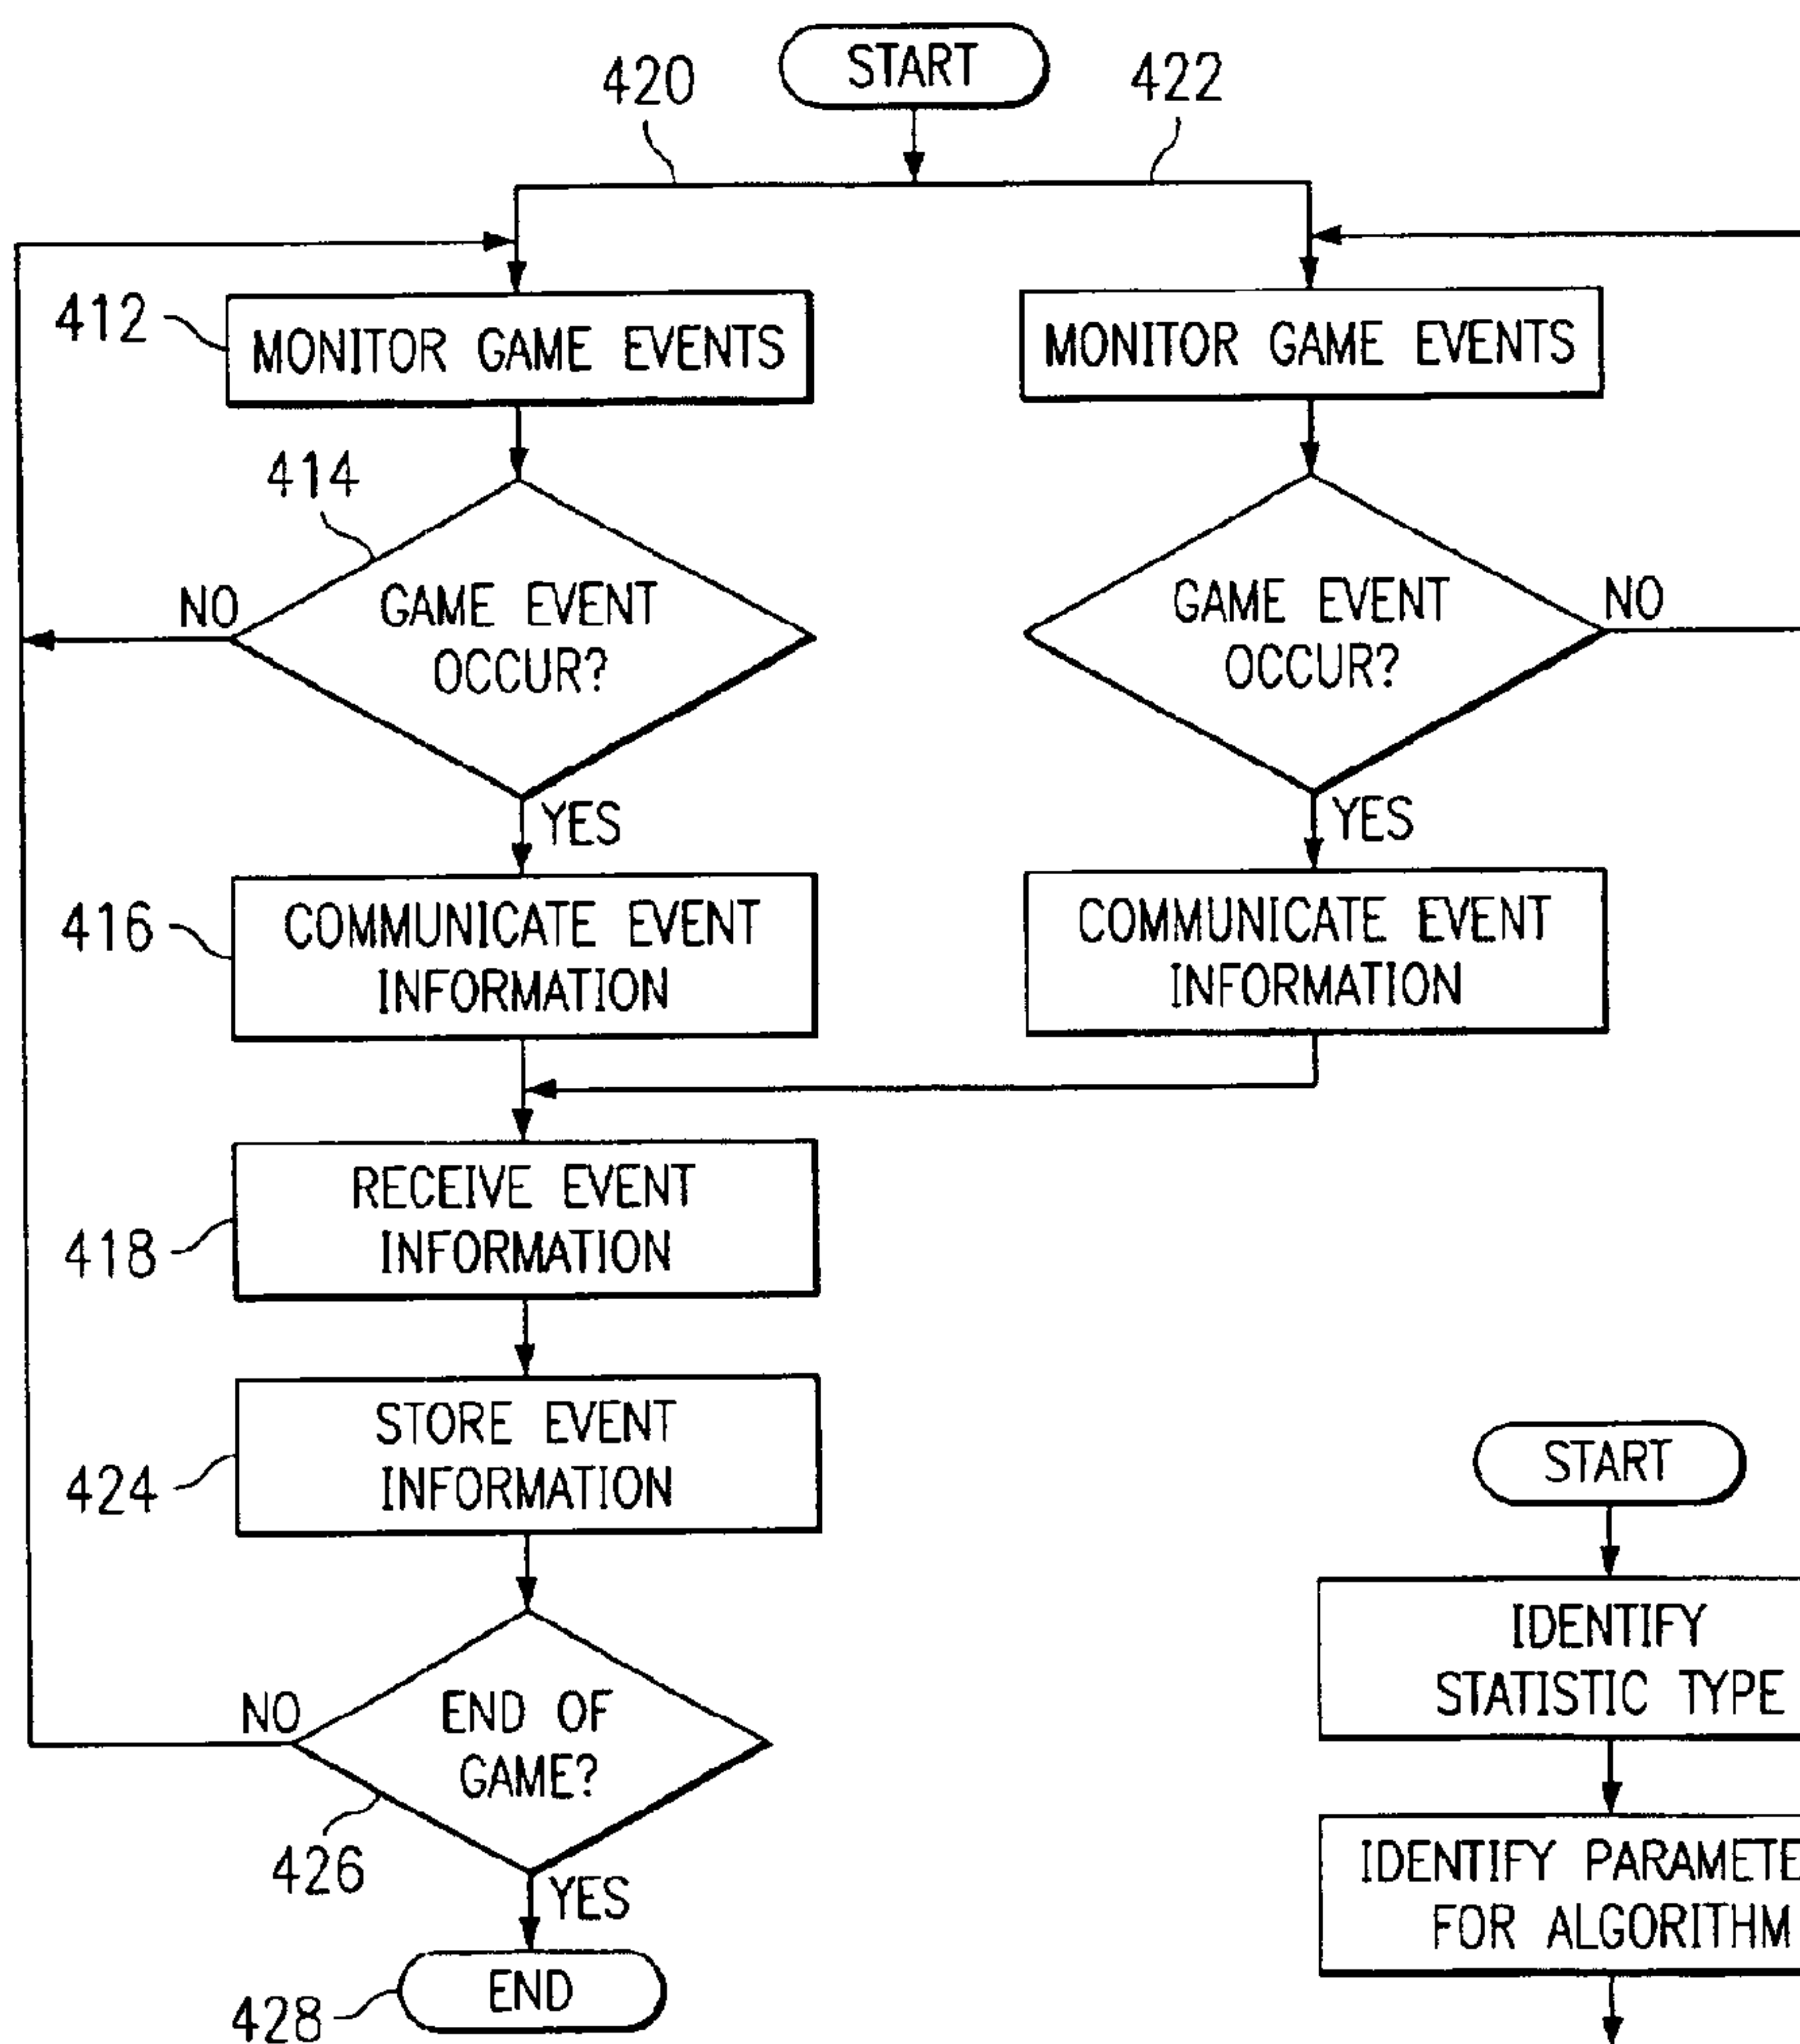 START
420
422
412
MONITOR GAME EVENTS
MONITOR GAME EVENTS
414
NO
GAME EVENT
OCCUR?
GAME EVENT
OCCUR?
NO
YES
YES
416
COMMUNICATE EVENT
INFORMATION
COMMUNICATE EVENT
INFORMATION
418
RECEIVE EVENT
INFORMATION
424
STORE EVENT
INFORMATION
NO
END OF
GAME?
426
YES
END
428
START
IDENTIFY
STATISTIC TYPE
IDENTIFY PARAMETE
FOR ALGORITHM